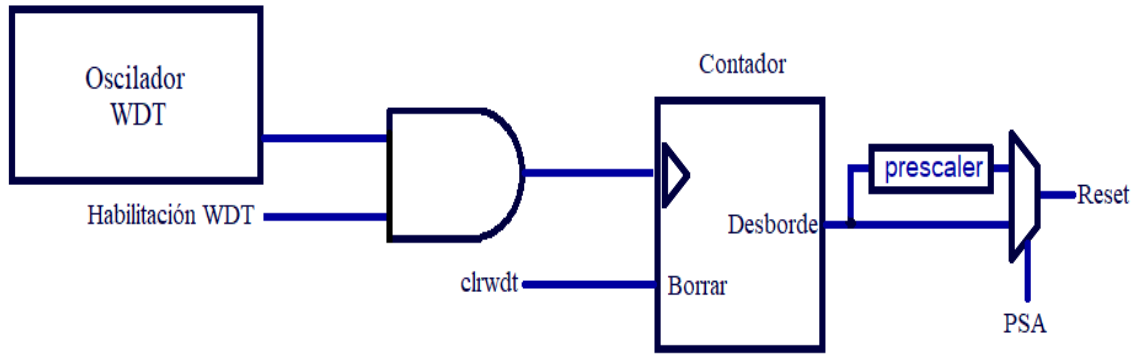 Oscilador
WDT
Habilitación WDT
clrwdt
Contador
Desborde
Borrar
prescaler
Reset
PSA